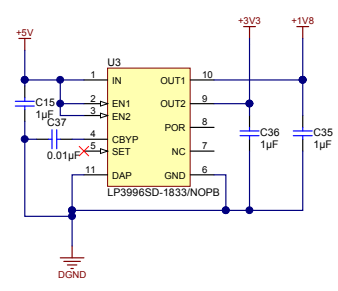 +5V
+3V3
+1V8
U3
1 IN OUT1 10
C15
1µF
2 EN1 OUT2 9
3 EN2
C37
0.01µF
POR 8
C36
1µF
C35
1µF
4 CBYP
5 SET NC 7
11 DAP GND 6
LP3996SD-1833/NOPB
DGND